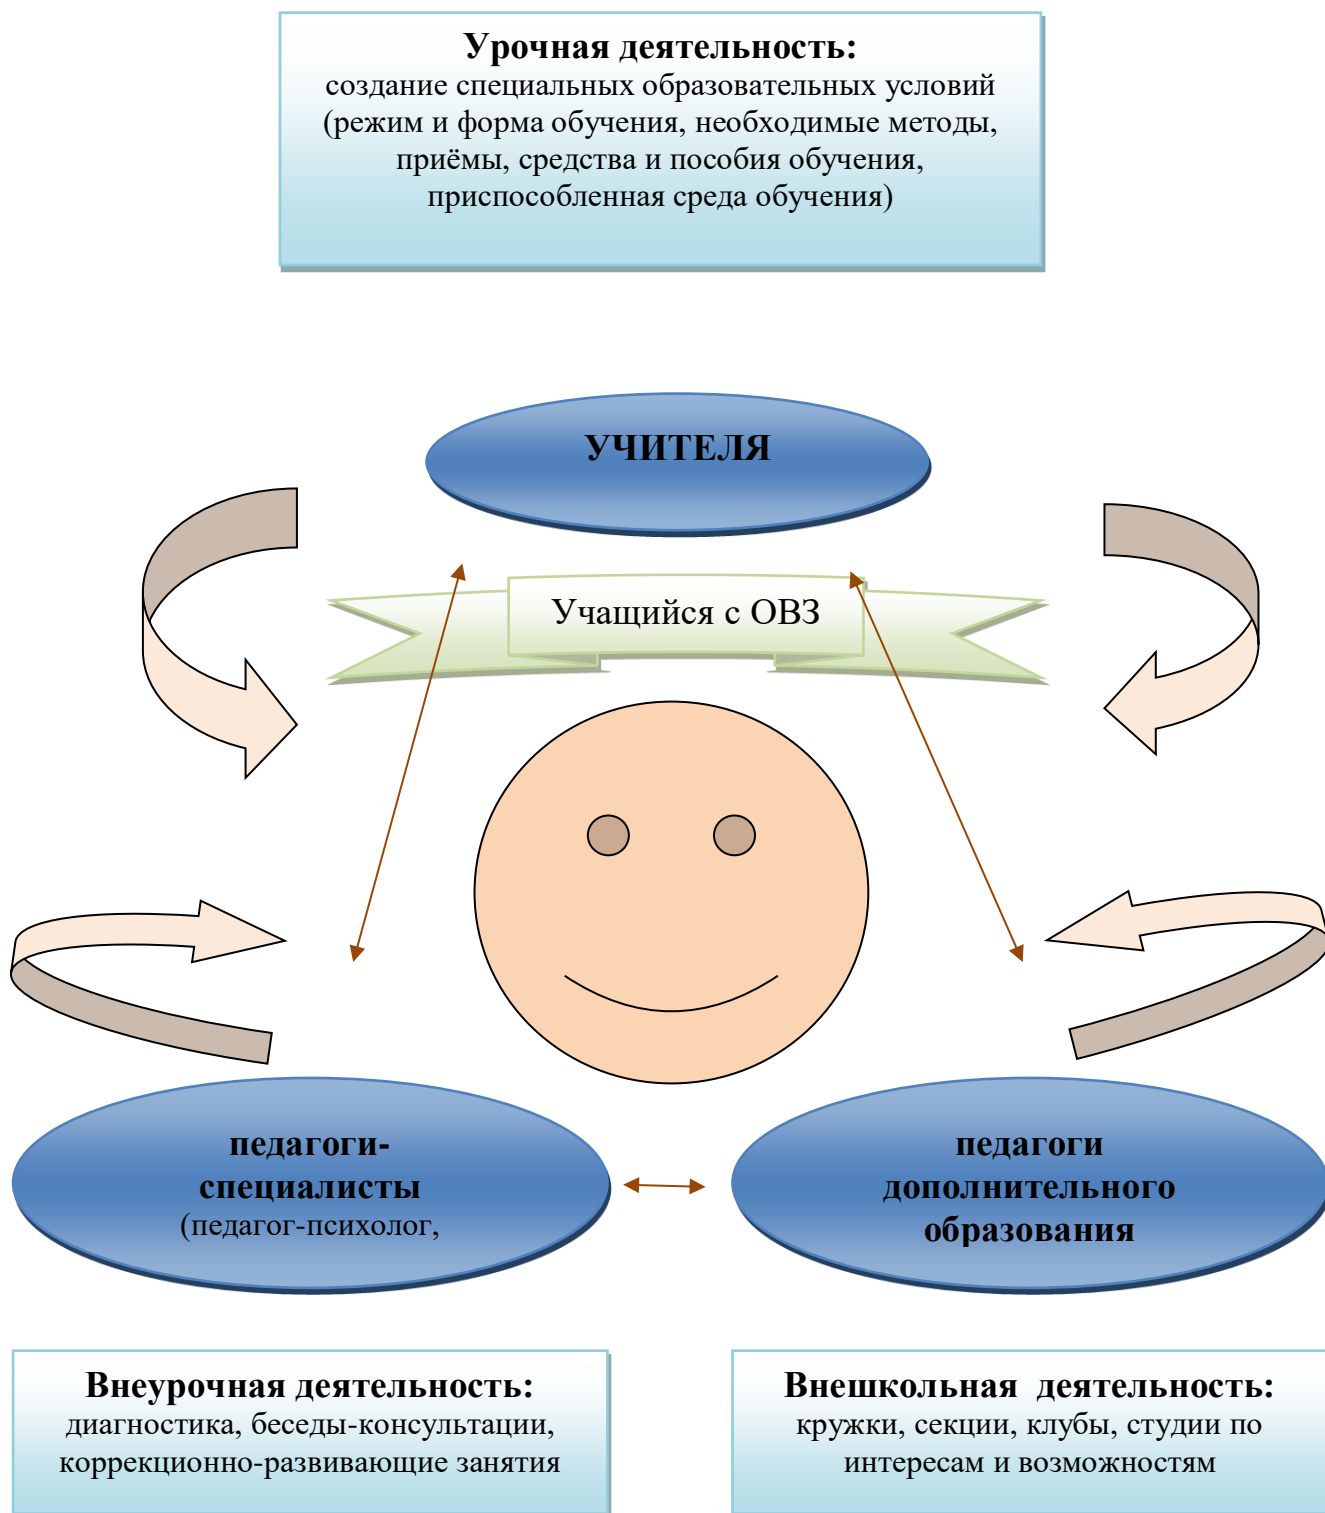 Урочная деятельность:
создание специальных образовательных условий
(режим и форма обучения, необходимые методы,
приёмы, средства и пособия обучения,
приспособленная среда обучения)
УЧИТЕЛЯ
Учащийся с ОВЗ
педагоги-
специалисты
(педагог-психолог,
педагоги
дополнительного
образования
Внеурочная деятельность:
диагностика, беседы-консультации,
коррекционно-развивающие занятия
Внешкольная  деятельность:
кружки, секции, клубы, студии по
интересам и возможностям